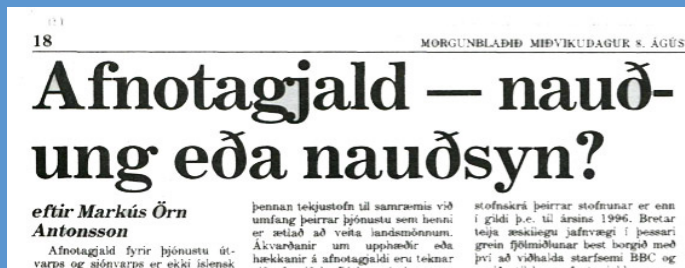 18
MORGUNBLAÐIÐ MIÐVIKUDAGUR 8. ÁGÚS
Afnotagjald — nauð-
ung eða nauðsyn?
eftir Markús Örn
Antonsson
Afnotagjald fyrir þjónustu út-
varps og sjónvarps er ekki íslensk
þennan tekjustofn til samræmis við
umfang þeirrar þjónustu sem henni
er ætlað að veita landsmönnum.
Ákvarðanir um upphæðir eða
hækkanir á afnotagjaldi eru teknar
stofnskrá þeirrar stofnunar er enn
í gildi þ.e. til ársins 1996. Bretar
telja æskilegu jafnvægi í þessari
grein fjölmiðlunar best borgið með
því að viðhalda starfsemi BBC og